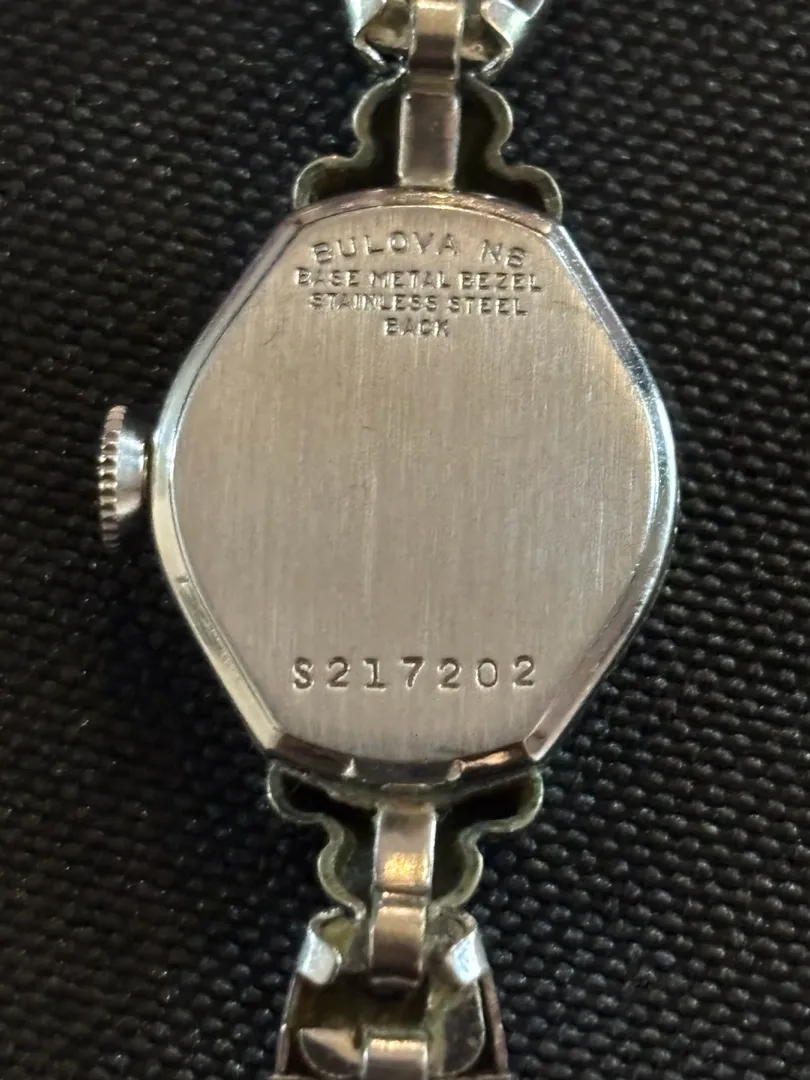 BULOVA N8
BASE METAL BEZEL
STAINLESS STEEL
BACK
S217202